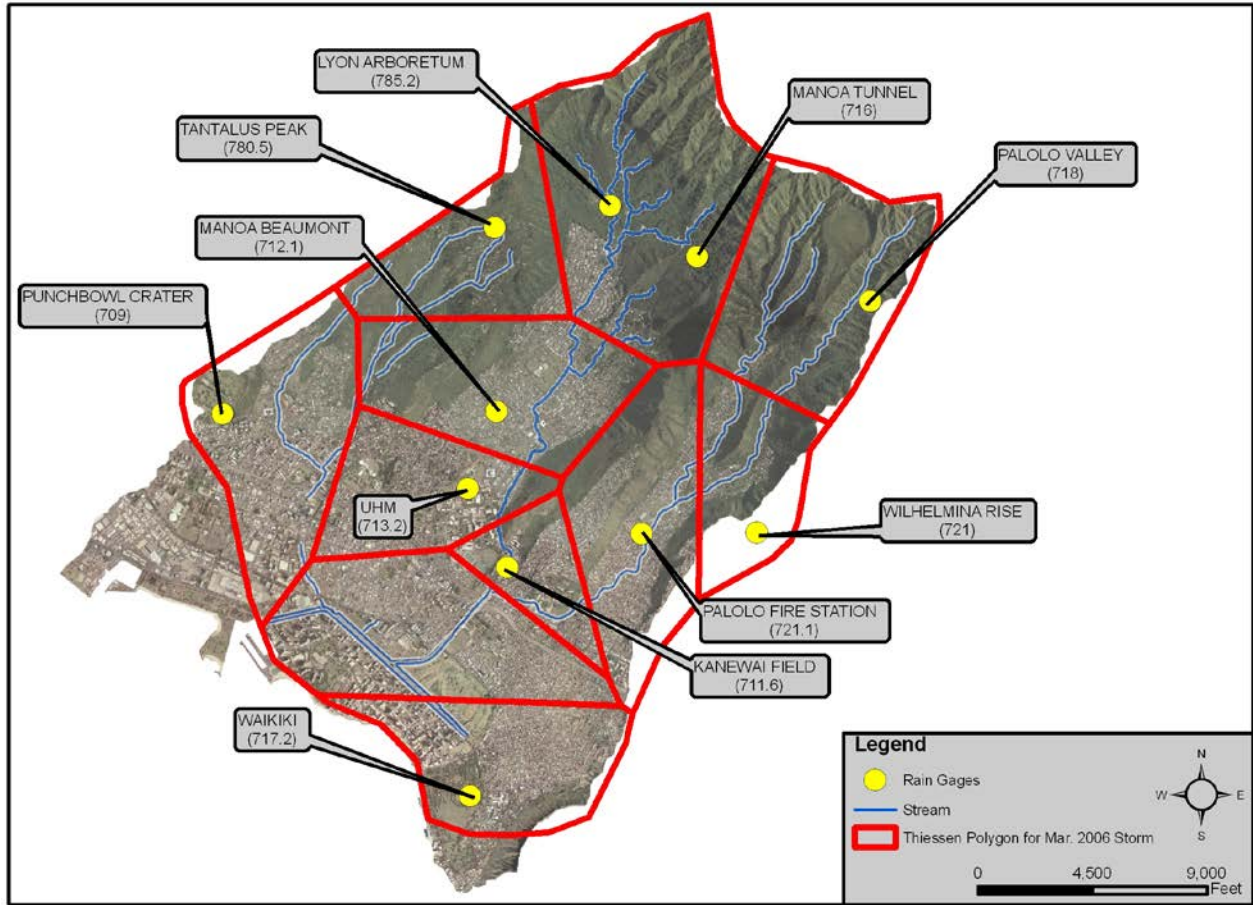 LYON ARBORETUM
(785.2)
MANOA TUNNEL
(716)
TANTALUS PEAK
(780.5)
PALOLO VALLEY
(718)
MANOA BEAUMONT
(712.1)
PUNCHBOWL CRATER
(709)
UHM
(713.2)
WILHELMINA RISE
(721)
PALOLO FIRE STATION
(721.1)
KANEWAI FIELD
(711.6)
WAIKIKI
(717.2)
Legend
Rain Gages
Stream
Thiessen Polygon for Mar. 2006 Storm
N
W
E
S
0 4,500 9,000
Feet